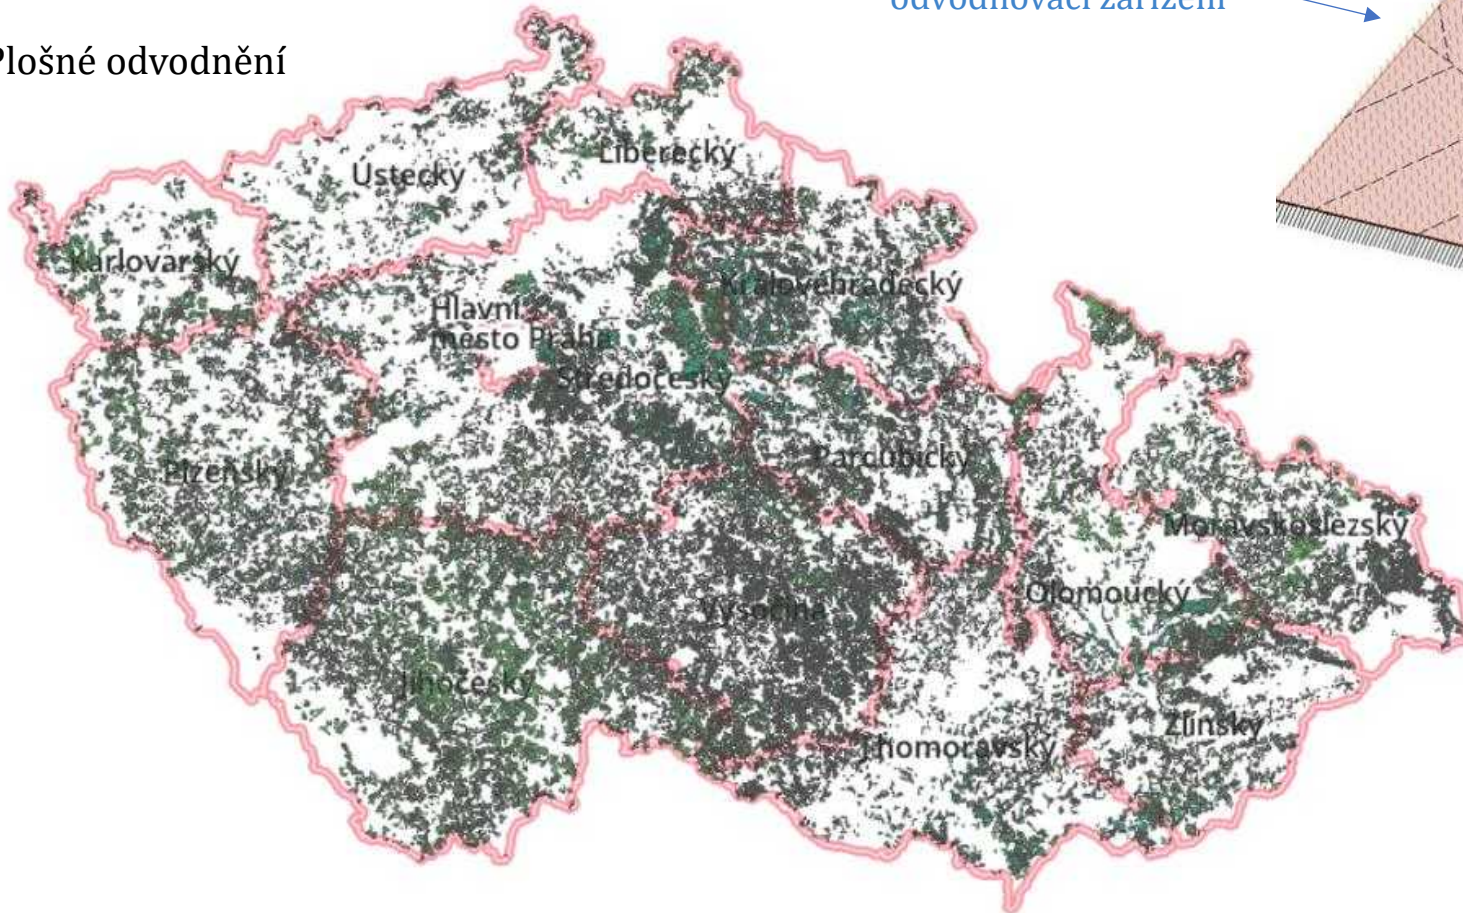 odvodňovací zařízení
Plošné odvodnění
Liberecký
Ústecký
Karlovarský
Královéhradecký
Hlavní
město Praha
Středočeský
Pardubický
Plzeňský
Moravskoslezský
Olomoucký
Vysočina
Jihočeský
Zlínský
Jihomoravský